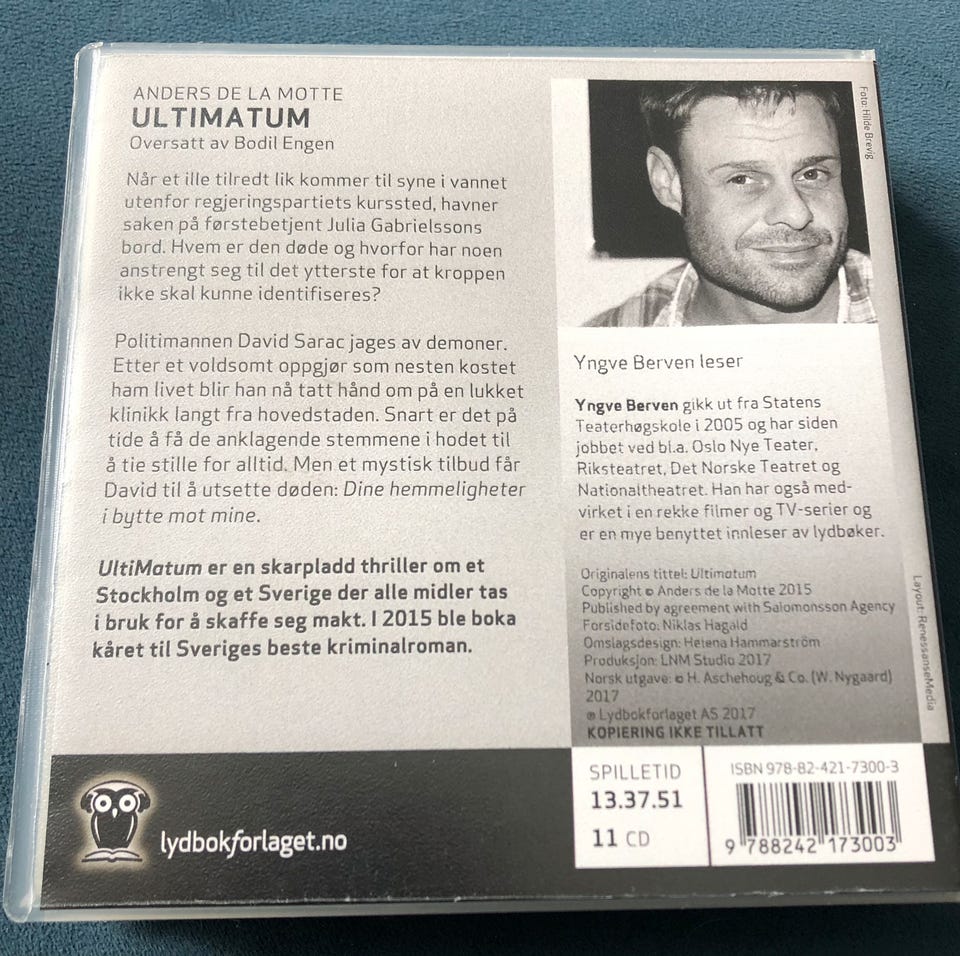 ANDERS DE LA MOTTE
ULTIMATUM
Oversatt av Bodil Engen
Når et ille tilredt lik kommer til syne i vannet
utenfor regjeringspartiets kurssted, havner
saken på førstebetjent Julia Gabrielssons
bord. Hvem er den døde og hvorfor har noen
anstrengt seg til det ytterste for at kroppen
ikke skal kunne identifiseres?
Politimannen David Sarac jages av demoner.
Etter et voldsomt oppgjør som nesten kostet
ham livet blir han nå tatt hånd om på en lukket
klinikk langt fra hovedstaden. Snart er det på
tide å få de anklagende stemmene i hodet til
å tie stille for alltid. Men et mystisk tilbud får
David til å utsette døden: Dine hemmeligheter
i bytte mot mine.
UltiMatum er en skarpladd thriller om et
Stockholm og et Sverige der alle midler tas
i bruk for å skaffe seg makt. I 2015 ble boka
kåret til Sveriges beste kriminalroman.
Foto: Hilde Brevig
Yngve Berven leser
Yngve Berven gikk ut fra Statens
Teaterhøgskole i 2005 og har siden
jobbet ved bl.a. Oslo Nye Teater,
Riksteatret, Det Norske Teatret og
Nationaltheatret. Han har også med-
virket i en rekke filmer og TV-serier og
er en mye benyttet innleser av lydbøker.
Originalens tittel: Ultimatum
Copyright © Anders de la Motte 2015
Published by agreement with Salomonsson Agency
Forsidefoto: Niklas Hagald
Omslagsdesign: Helena Hammarström
Produksjon: LNM Studio 2017
Norsk utgave: © H. Aschehoug & Co. (W. Nygaard)
2017
℗ Lydbokforlaget AS 2017
KOPIERING IKKE TILLATT
Layout: RenessanseMedia
lydbokforlaget.no
SPILLETID
13.37.51
11 CD
ISBN 978-82-421-7300-3
9 788242 173003